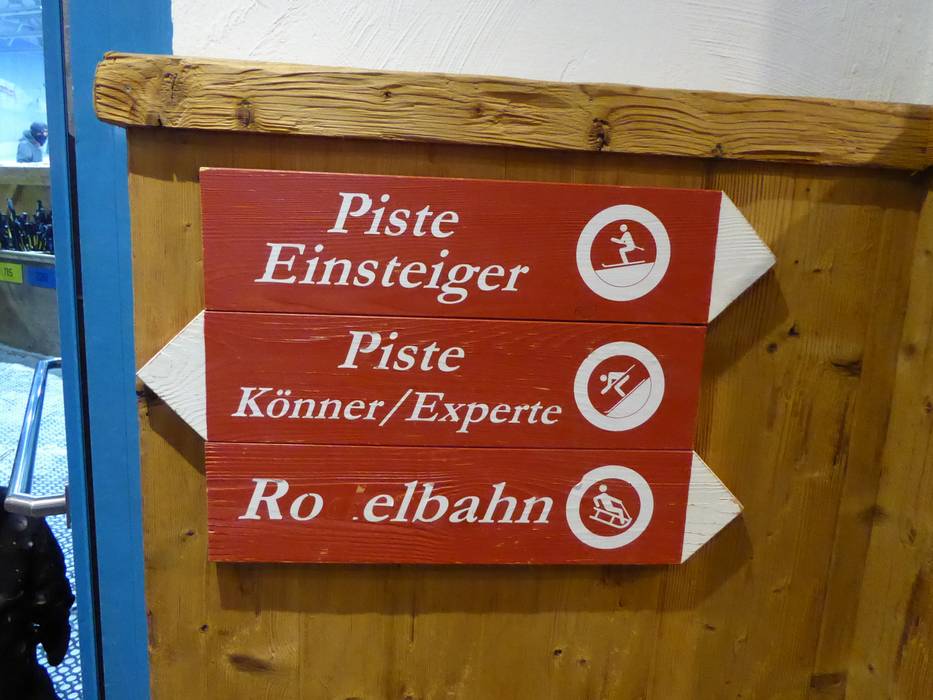 Piste
Einsteiger
Piste
Könner/Experte
Ro elbahn